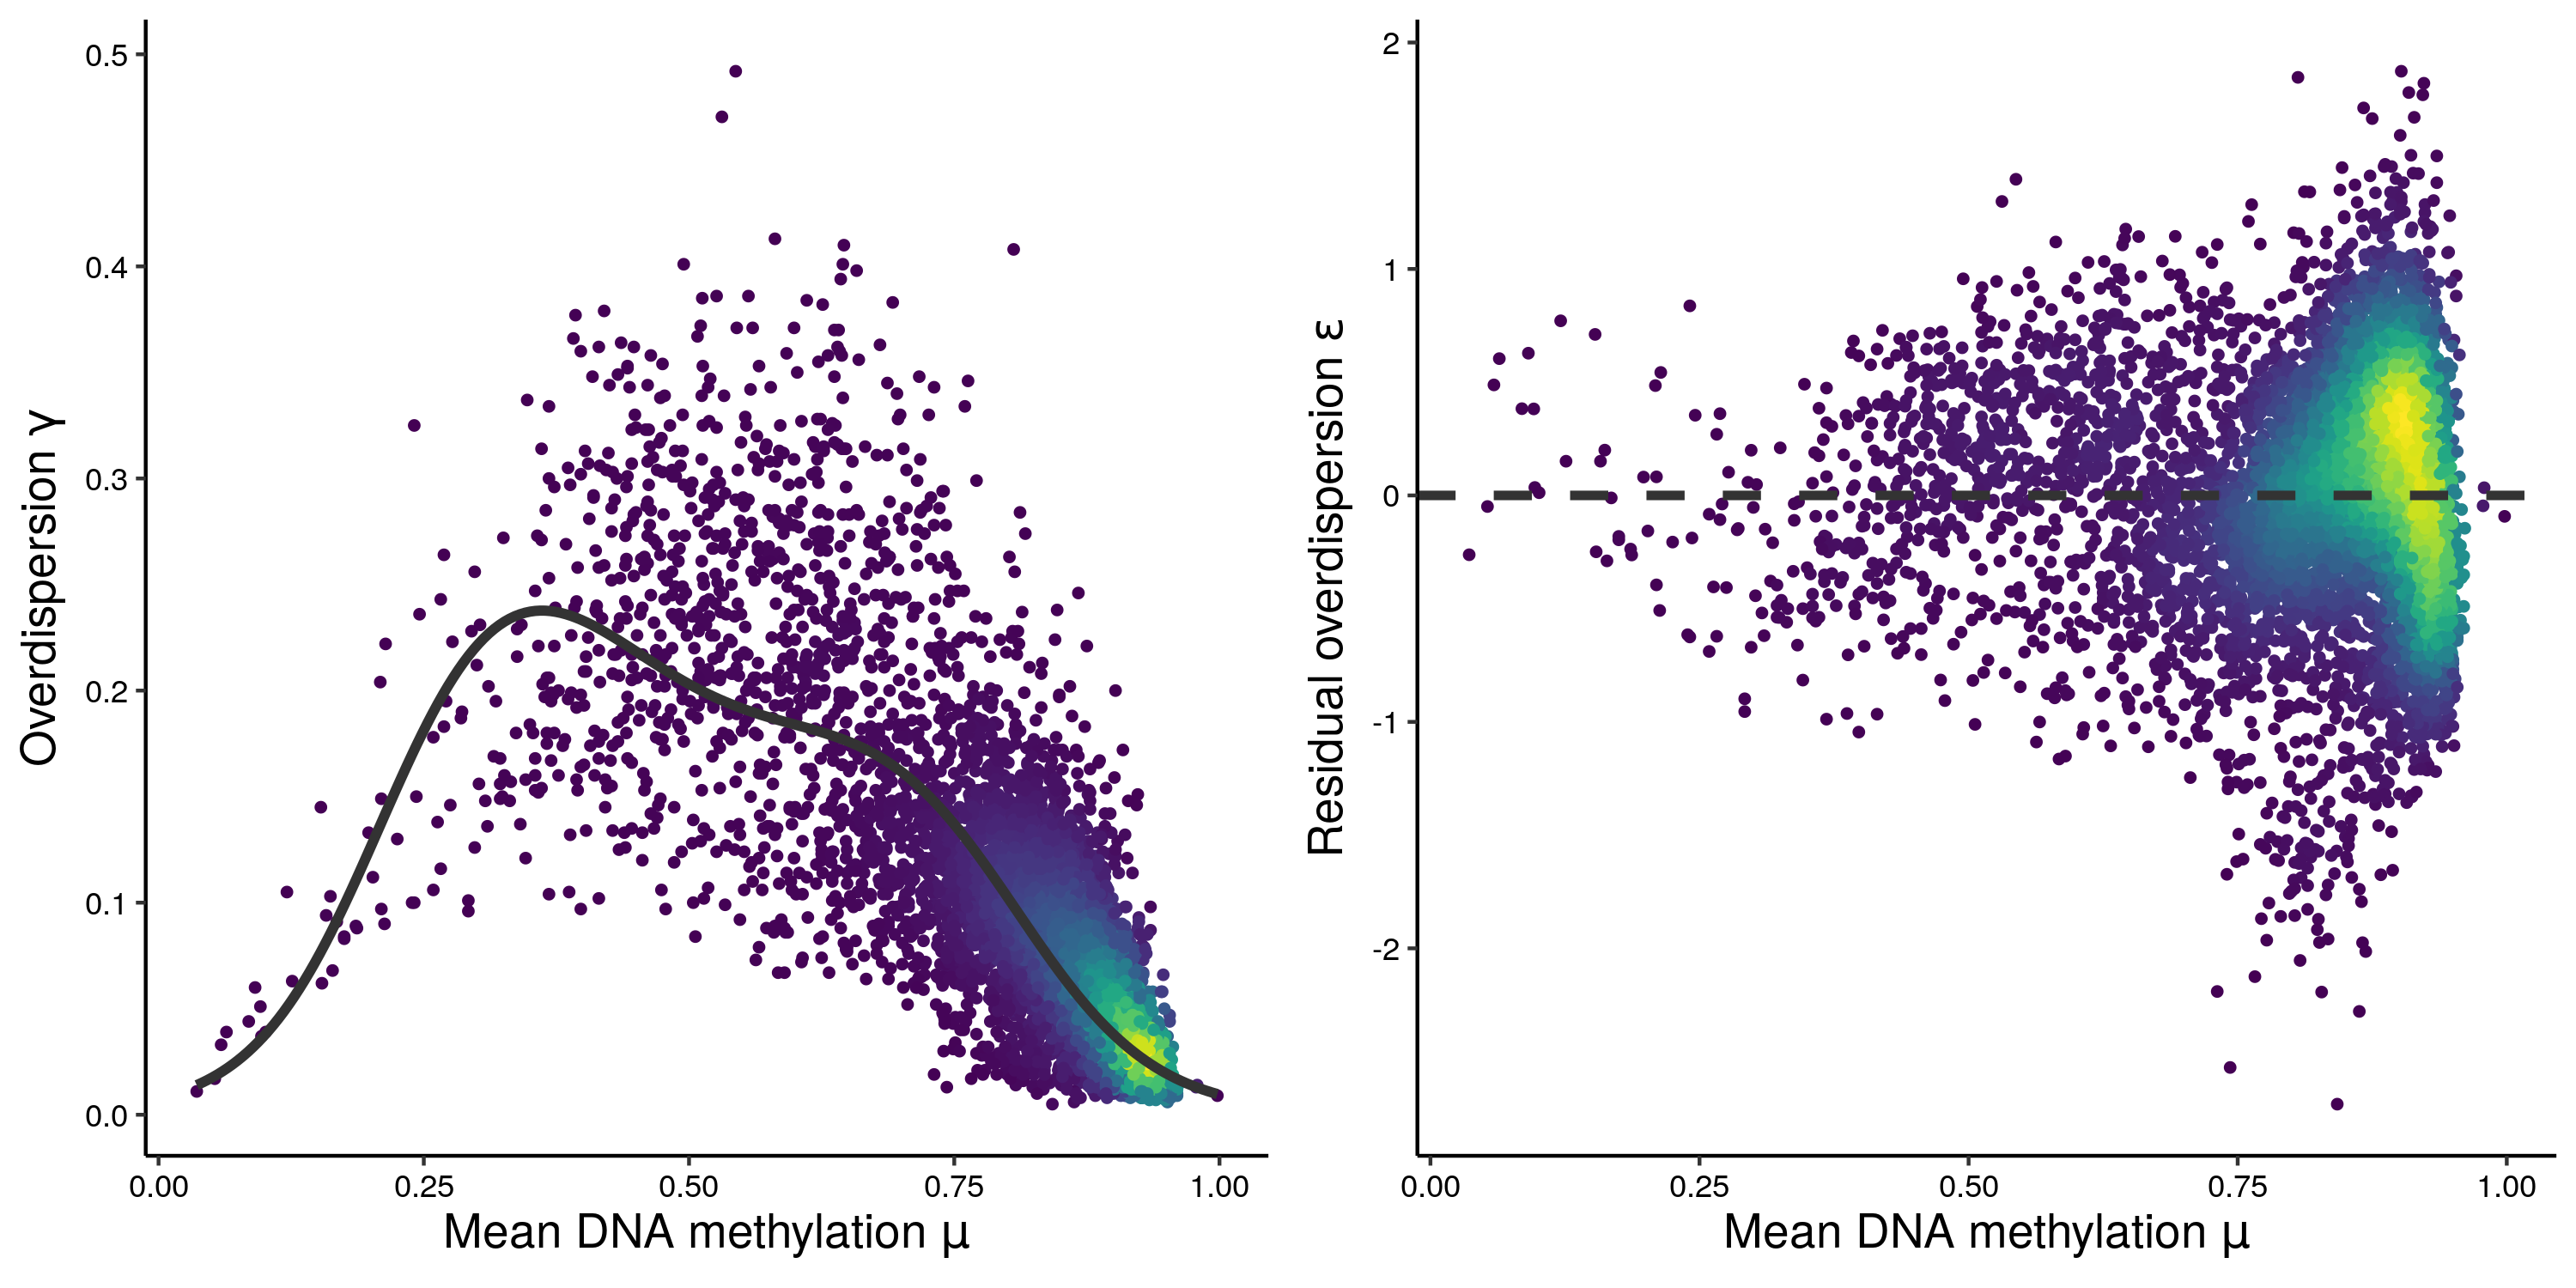 Overdispersion γ
0.5
0.4
0.3
0.2
0.1
0.0
0.00 0.25 0.50 0.75 1.00
Mean DNA methylation μ
Residual overdispersion ε
2
1
0
-1
-2
0.00 0.25 0.50 0.75 1.00
Mean DNA methylation μ